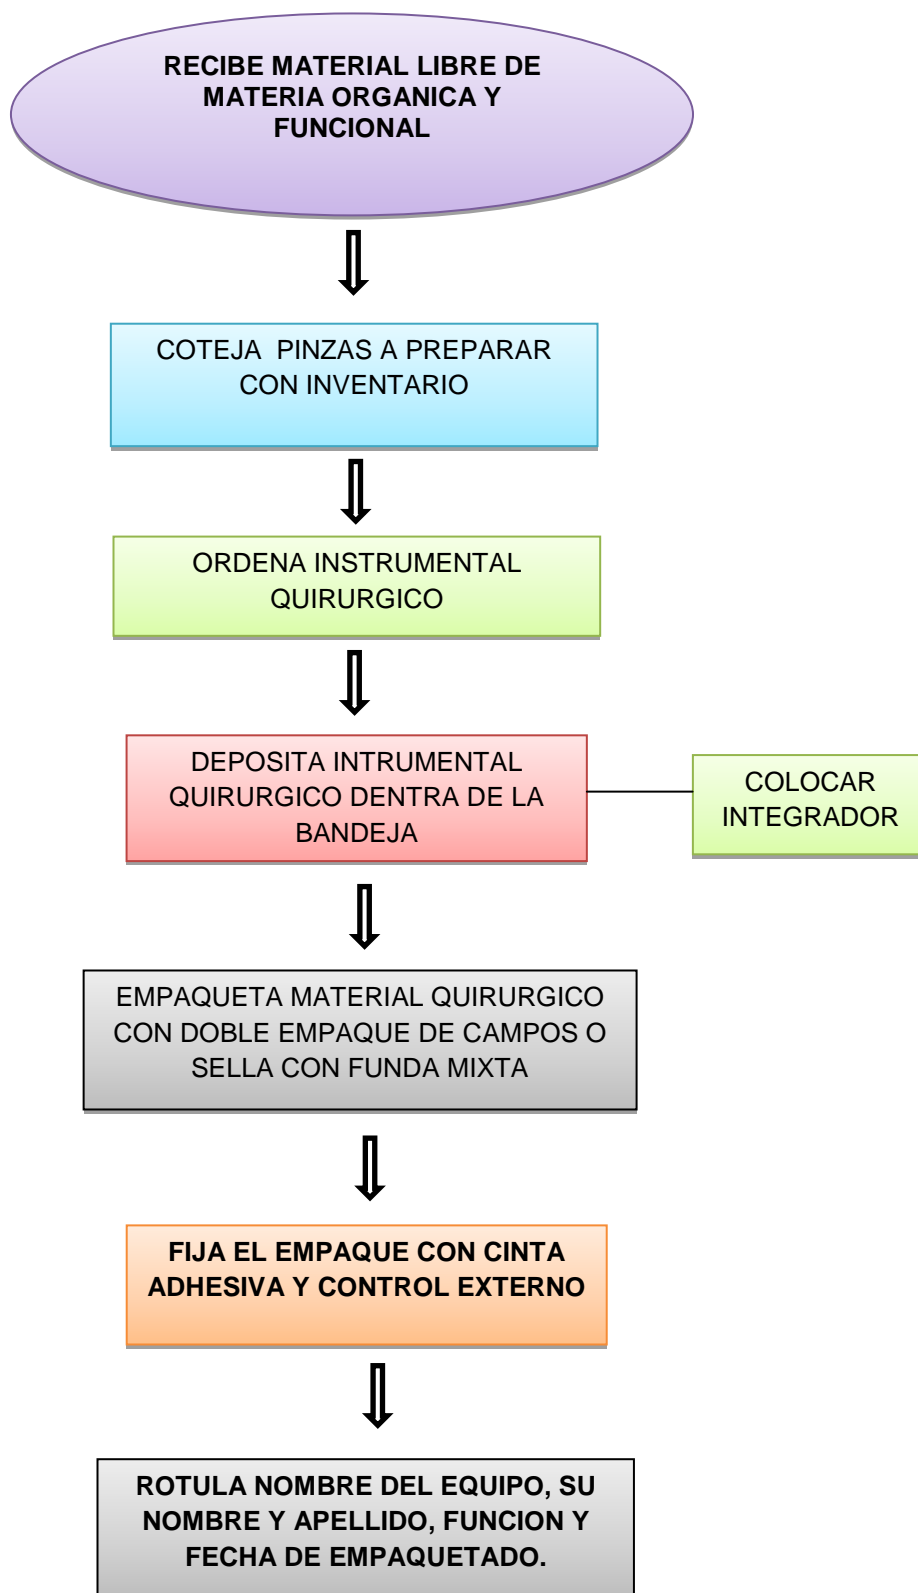 RECIBE MATERIAL LIBRE DE
MATERIA ORGANICA Y
FUNCIONAL
COTEJA PINZAS A PREPARAR
CON INVENTARIO
ORDENA INSTRUMENTAL
QUIRURGICO
DEPOSITA INTRUMENTAL
QUIRURGICO DENTRA DE LA
BANDEJA
COLOCAR
INTEGRADOR
EMPAQUETA MATERIAL QUIRURGICO
CON DOBLE EMPAQUE DE CAMPOS O
SELLA CON FUNDA MIXTA
FIJA EL EMPAQUE CON CINTA
ADHESIVA Y CONTROL EXTERNO
ROTULA NOMBRE DEL EQUIPO, SU
NOMBRE Y APELLIDO, FUNCION Y
FECHA DE EMPAQUETADO.